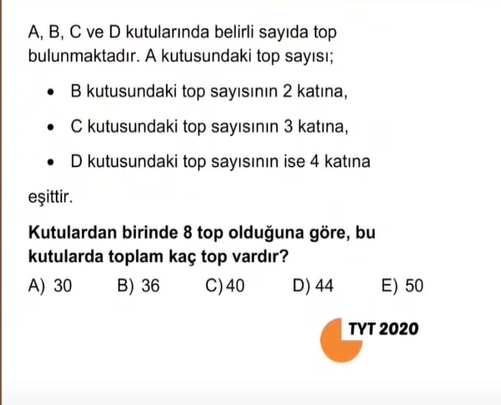 A, B, C ve D kutularında belirli sayıda top
bulunmaktadır. A kutusundaki top sayısı;
• B kutusundaki top sayısının 2 katına,
• C kutusundaki top sayısının 3 katına,
• D kutusundaki top sayısının ise 4 katına
eşittir.
Kutulardan birinde 8 top olduğuna göre, bu
kutularda toplam kaç top vardır?
A) 30 B) 36 C)40 D) 44 E) 50
TYT 2020